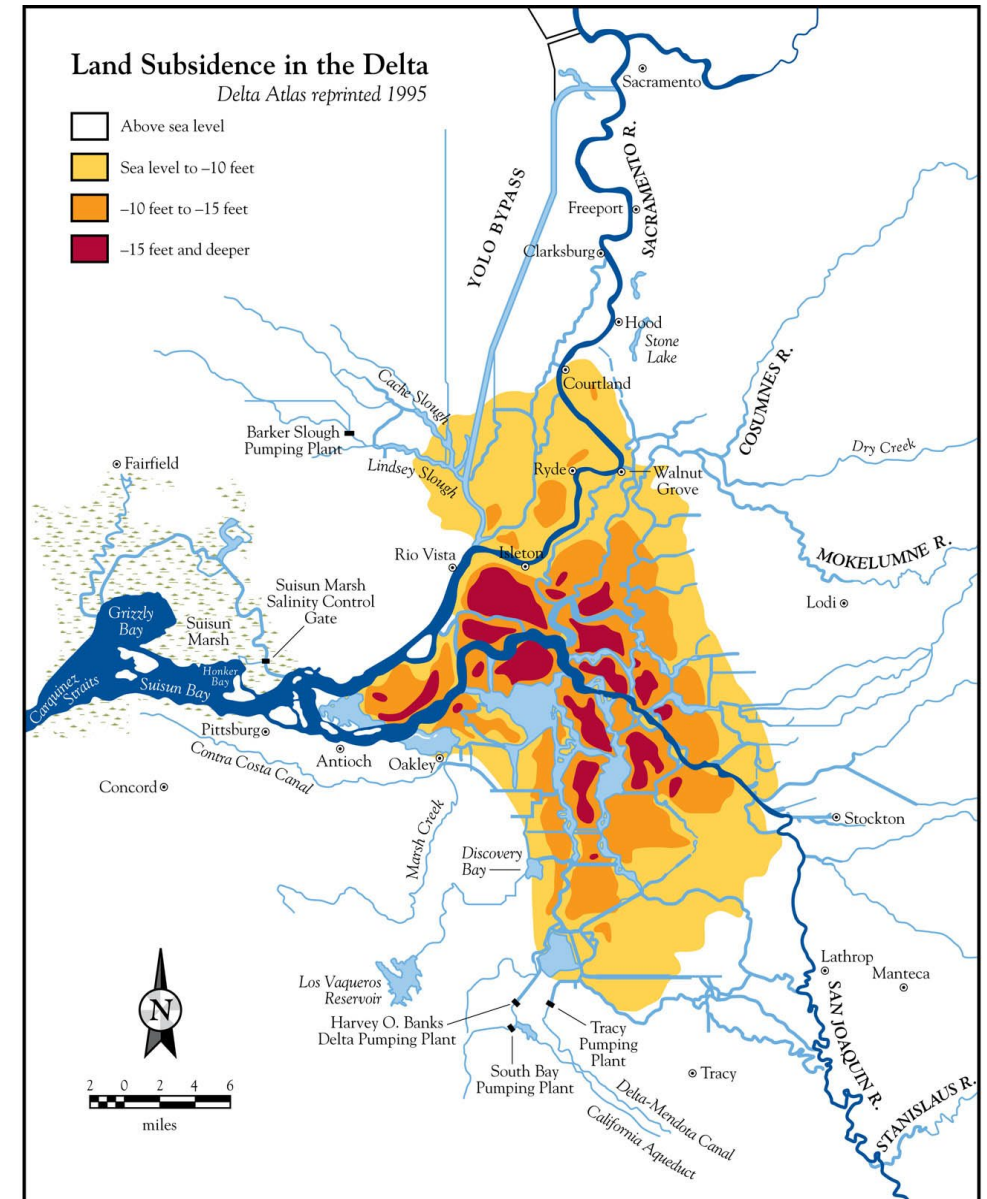 Land Subsidence in the Delta
Delta Atlas reprinted 1995
Above sea level
Sea level to –10 feet
–10 feet to –15 feet
–15 feet and deeper
Sacramento
SACRAMENTO R.
YOLO BYPASS
Freeport
Clarksburg
Hood
Stone
Lake
Courtland
COSUMNES R.
Cache Slough
Barker Slough
Pumping Plant
Lindsey Slough
Dry Creek
Fairfield
Ryde
Walnut
Grove
MOKELUMNE R.
Rio Vista
Isleton
Suisun Marsh
Salinity Control
Gate
Lodi
Grizzly
Bay
Suisun
Marsh
Honker
Bay
Suisun Bay
Carquinez
Straits
Pittsburg
Antioch
Oakley
Contra Costa Canal
Concord
Marsh Creek
Stockton
Discovery
Bay
Los Vaqueros
Reservoir
Lathrop
Manteca
SAN JOAQUIN R.
Harvey O. Banks
Delta Pumping Plant
Tracy
Pumping
Plant
South Bay
Pumping Plant
Tracy
Delta-Mendota Canal
California Aqueduct
STANISLAUS R.
N
2 0 2 4 6
miles